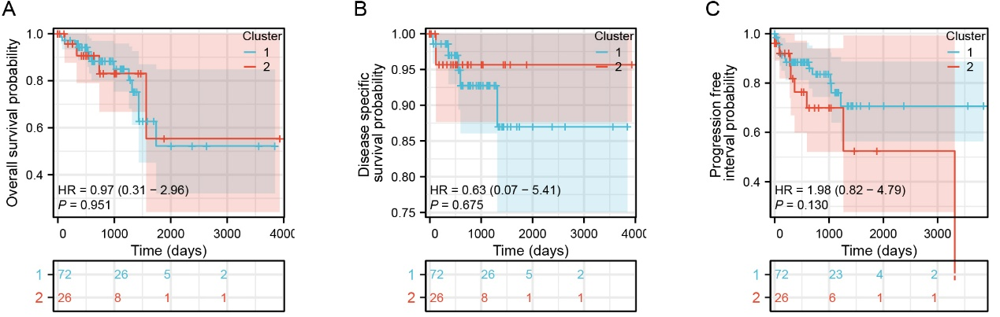 A
Overall survival probability
1.0
0.8
0.6
0.4
Cluster
1
2
HR = 0.97 (0.31 − 2.96)
P = 0.951
0 1000 2000 3000 4000
Time (days)
1 72 26 5 2
2 26 8 1 1
B
Disease specific
survival probability
1.00
0.95
0.90
0.85
0.80
0.75
Cluster
1
2
HR = 0.63 (0.07 − 5.41)
P = 0.675
0 1000 2000 3000 4000
Time (days)
1 72 26 5 2
2 26 8 1 1
C
Progression free
interval probability
1.0
0.8
0.6
0.4
Cluster
1
2
HR = 1.98 (0.82 − 4.79)
P = 0.130
0 1000 2000 3000
Time (days)
1 72 23 4 2
2 26 6 1 1